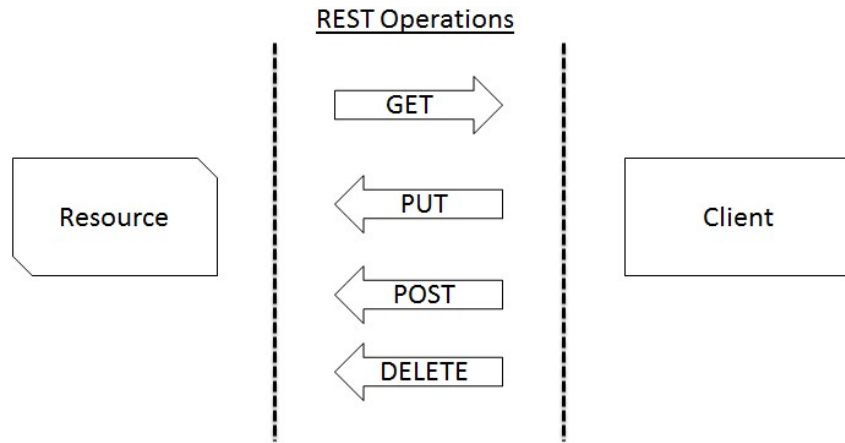 REST Operations
GET
Resource
PUT
Client
POST
DELETE